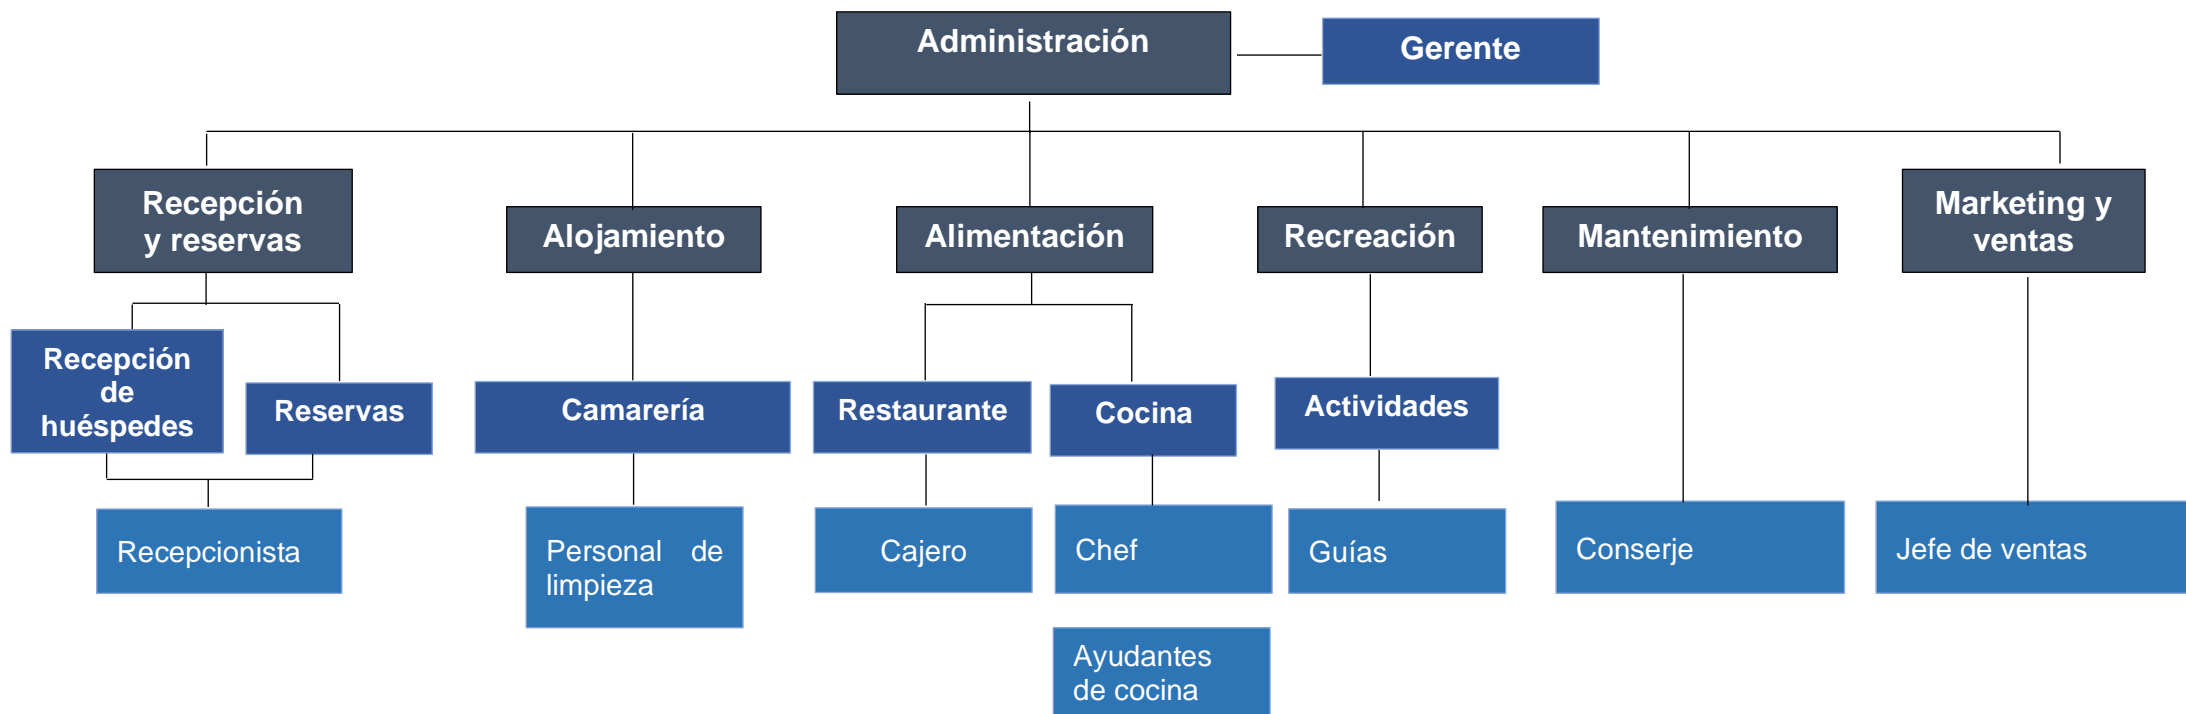 Administración
Gerente
Recepción
y reservas
Alojamiento
Alimentación
Recreación
Mantenimiento
Marketing y
ventas
Recepción
de
huéspedes
Reservas
Camarería
Restaurante
Cocina
Actividades
Recepcionista
Personal de
limpieza
Cajero
Chef
Guías
Conserje
Jefe de ventas
Ayudantes
de cocina